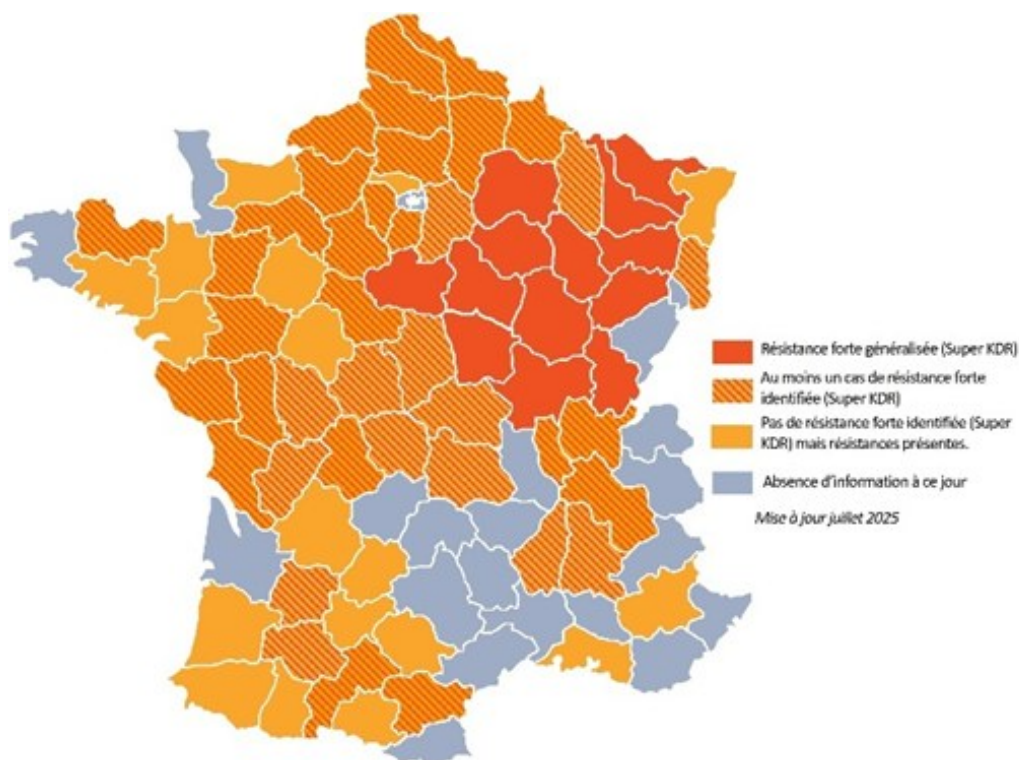 Résistance forte généralisée (Super KDR)
Au moins un cas de résistance forte
identifiée (Super KDR)
Pas de résistance forte identifiée (Super
KDR) mais résistances présentes.
Absence d'information à ce jour
Mise à jour juillet 2025